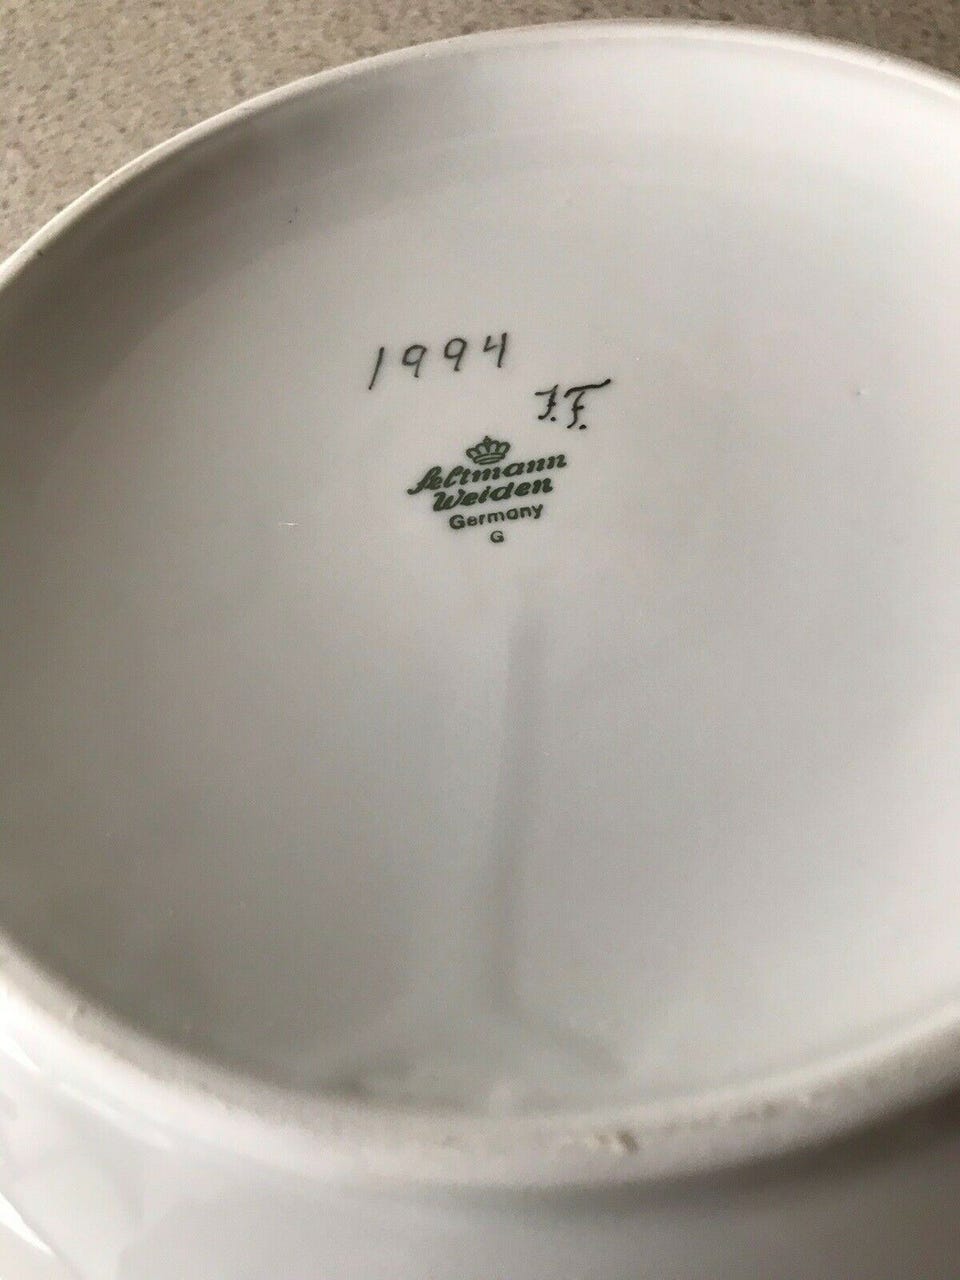 1994
F.F.
Seltmann
Weiden
Germany
G